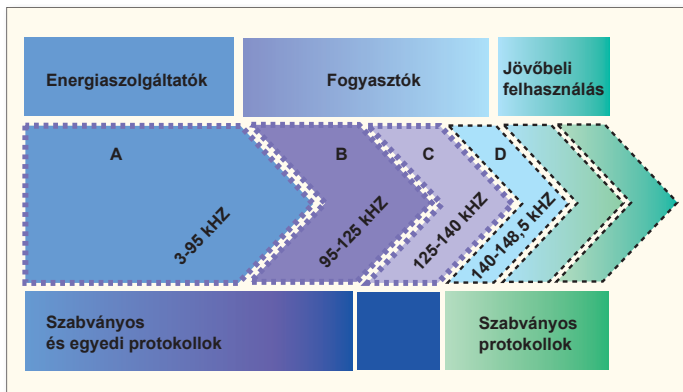 Energiaszolgáltatók
Fogyasztók
Jövőbeli
felhasználás
A
B
C
D
3-95 kHZ
95-125 kHZ
125-140 kHZ
140-148,5 kHZ
Szabványos
és egyedi protokollok
Szabványos
protokollok